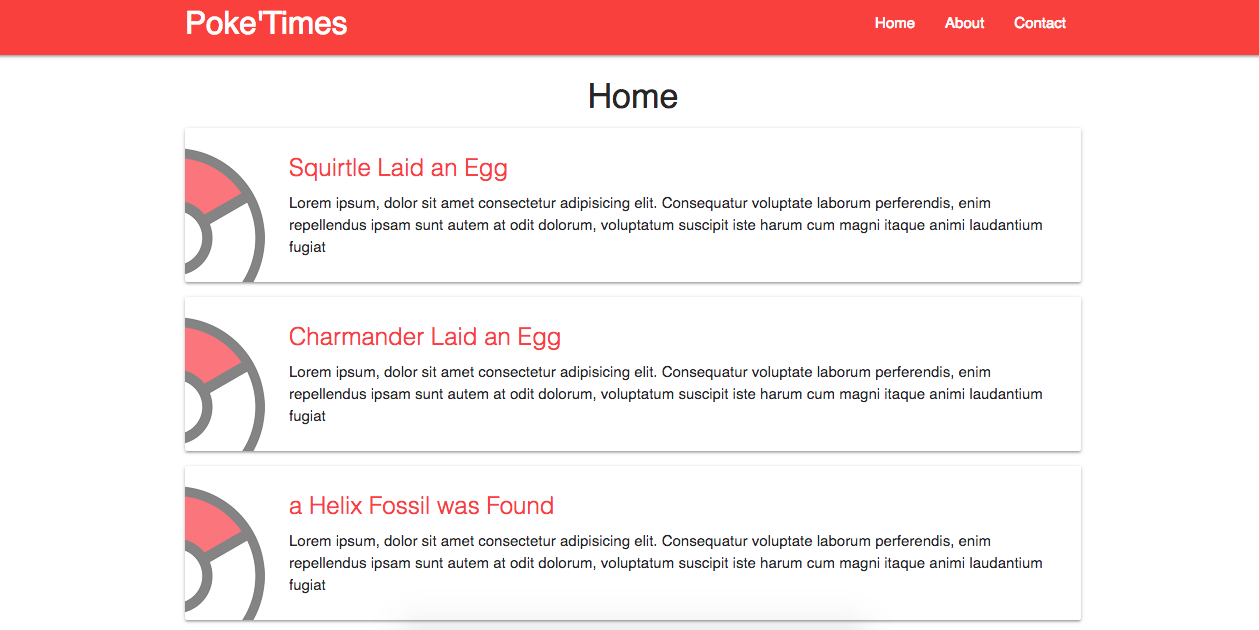 Poke'Times
Home About Contact
Home
Squirtle Laid an Egg
Lorem ipsum, dolor sit amet consectetur adipisicing elit. Consequatur voluptate laborum perferendis, enim
repellendus ipsam sunt autem at odit dolorum, voluptatum suscipit iste harum cum magni itaque animi laudantium
fugiat
Charmander Laid an Egg
Lorem ipsum, dolor sit amet consectetur adipisicing elit. Consequatur voluptate laborum perferendis, enim
repellendus ipsam sunt autem at odit dolorum, voluptatum suscipit iste harum cum magni itaque animi laudantium
fugiat
a Helix Fossil was Found
Lorem ipsum, dolor sit amet consectetur adipisicing elit. Consequatur voluptate laborum perferendis, enim
repellendus ipsam sunt autem at odit dolorum, voluptatum suscipit iste harum cum magni itaque animi laudantium
fugiat